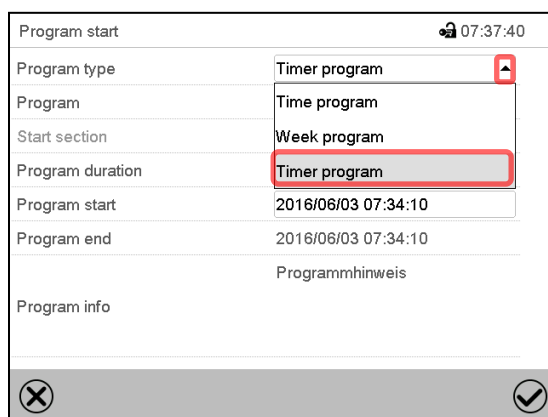 Program start 07:37:40
Program type Timer program
Program Time program
Start section Week program
Program duration Timer program
Program start 2016/06/03 07:34:10
Program end 2016/06/03 07:34:10
Programmhinweis
Program info